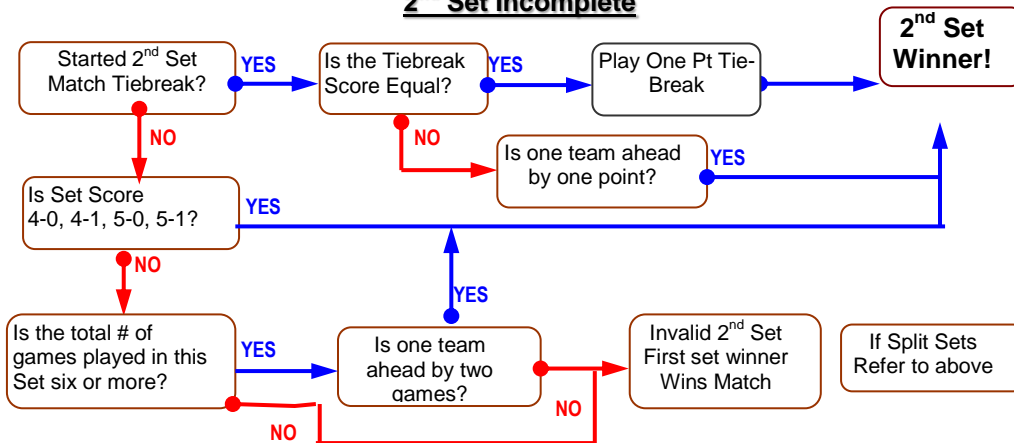 2nd Set Incomplete
Started 2nd Set
Match Tiebreak?
YES
Is the Tiebreak
Score Equal?
YES
Play One Pt Tie-
Break
2nd Set
Winner!
NO
NO
Is one team ahead
by one point?
YES
Is Set Score
4-0, 4-1, 5-0, 5-1?
YES
NO
YES
Is the total # of
games played in this
Set six or more?
YES
Is one team
ahead by two
games?
NO
Invalid 2nd Set
First set winner
Wins Match
If Split Sets
Refer to above
NO